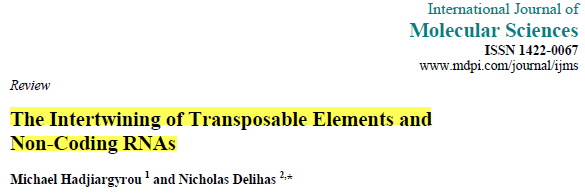 International Journal of
Molecular Sciences
ISSN 1422-0067
www.mdpi.com/journal/ijms
Review
The Intertwining of Transposable Elements and
Non-Coding RNAs
Michael Hadjiargyrou 1 and Nicholas Delihas 2,*